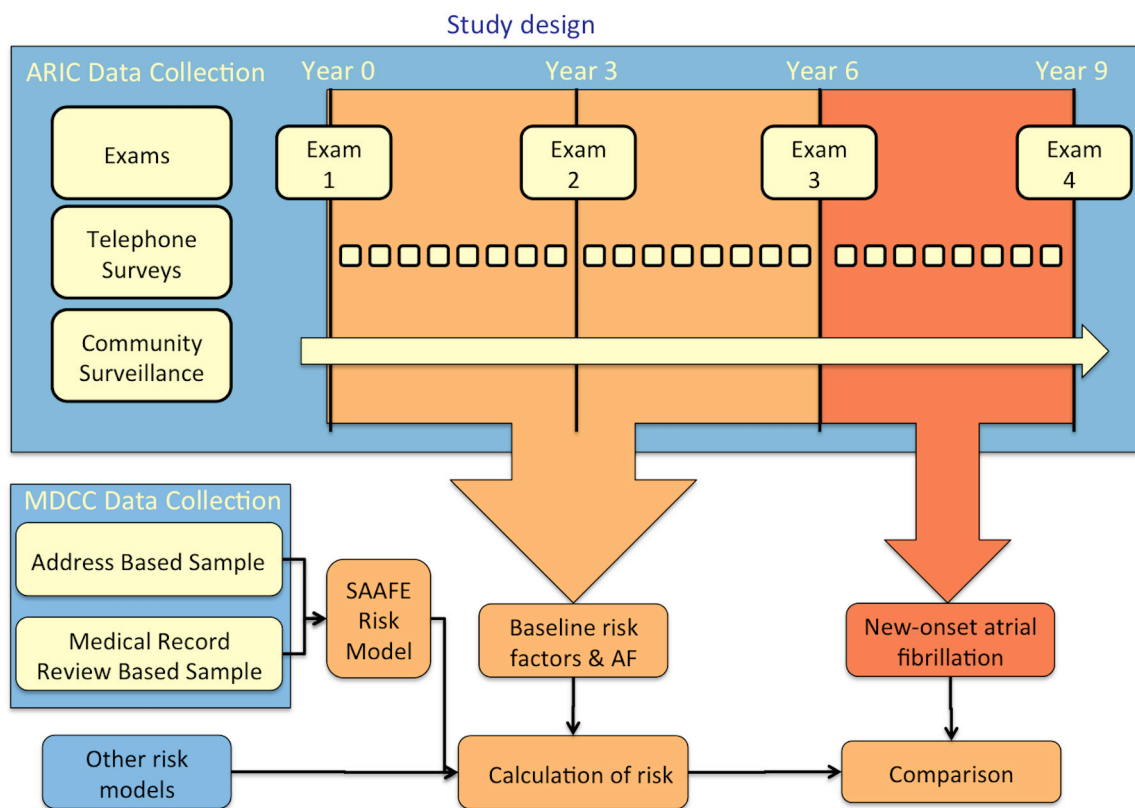 Study design
ARIC Data Collection
Year 0
Year 3
Year 6
Year 9
Exams
Exam
1
Exam
2
Exam
3
Exam
4
Telephone
Surveys
Community
Surveillance
MDCC Data Collection
Address Based Sample
Medical Record
Review Based Sample
SAAFE
Risk
Model
Baseline risk
factors & AF
New-onset atrial
fibrillation
Other risk
models
Calculation of risk
Comparison